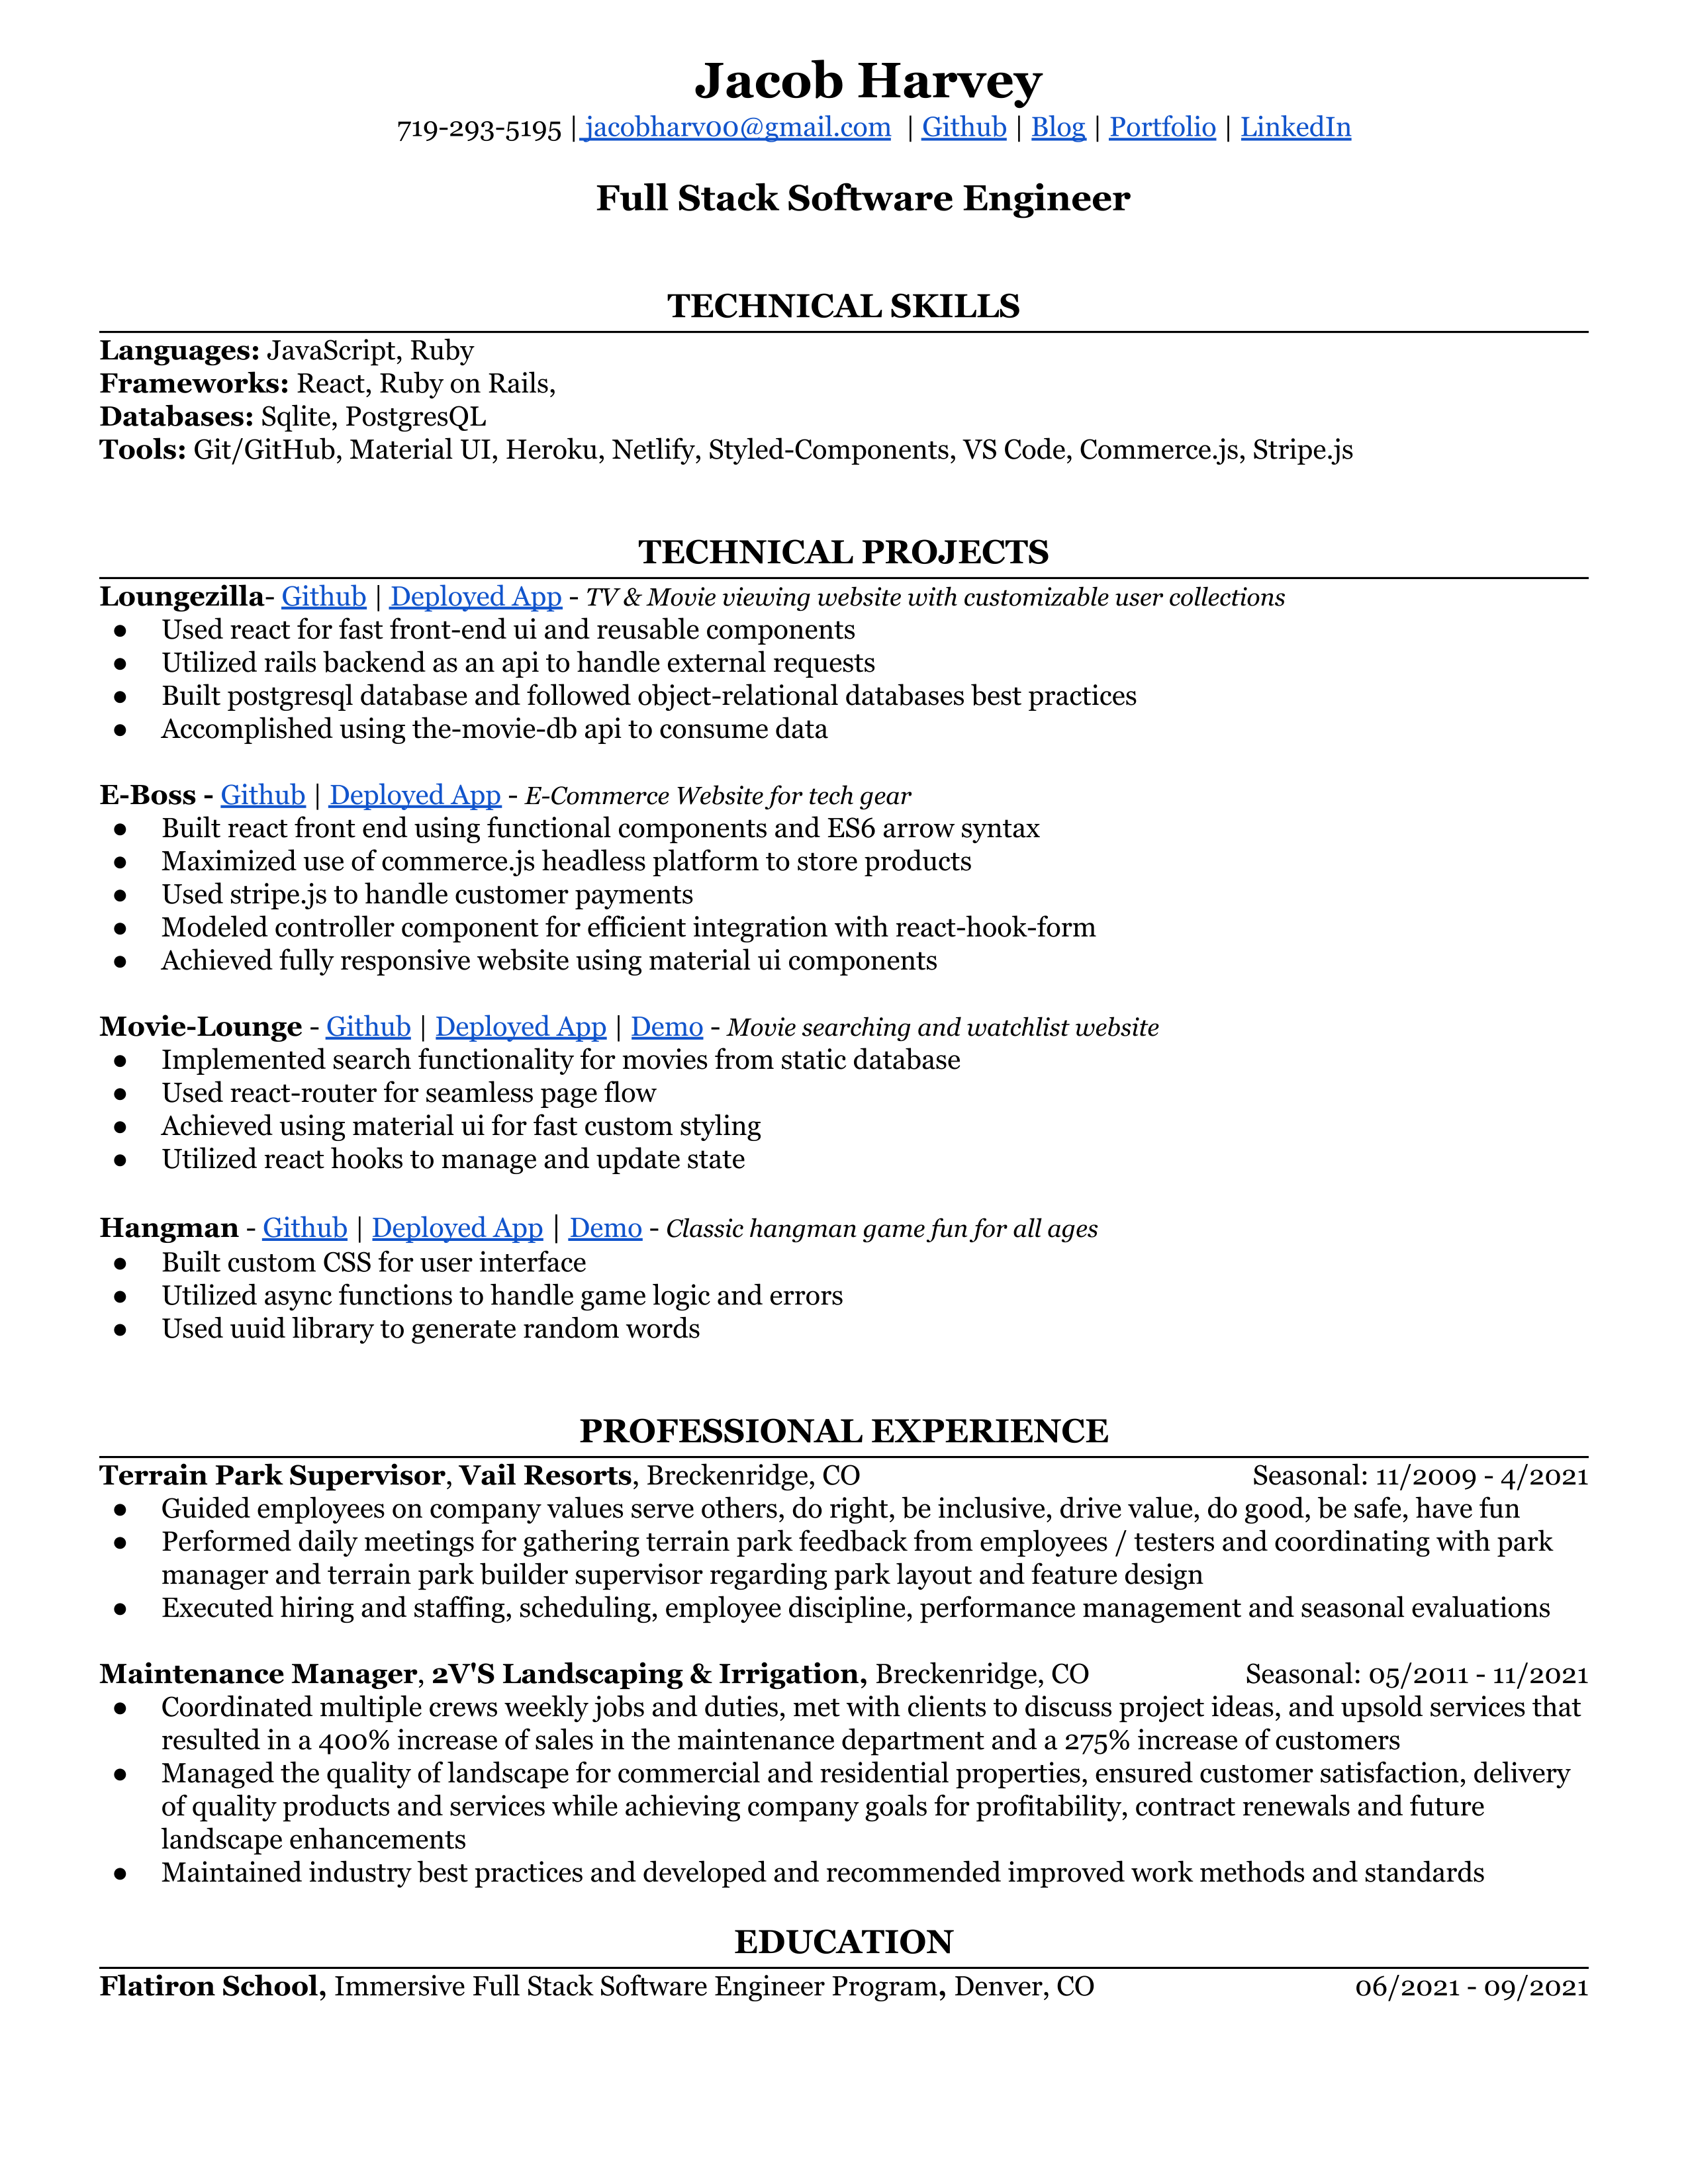 Jacob Harvey
719-293-5195 | jacobharv00@gmail.com | Github | Blog | Portfolio | LinkedIn
Full Stack Software Engineer
TECHNICAL SKILLS
Languages: JavaScript, Ruby
Frameworks: React, Ruby on Rails,
Databases: Sqlite, PostgresQL
Tools: Git/GitHub, Material UI, Heroku, Netlify, Styled-Components, VS Code, Commerce.js, Stripe.js
TECHNICAL PROJECTS
Loungezilla- Github | Deployed App - TV & Movie viewing website with customizable user collections
● Used react for fast front-end ui and reusable components
● Utilized rails backend as an api to handle external requests
● Built postgresql database and followed object-relational databases best practices
● Accomplished using the-movie-db api to consume data
E-Boss - Github | Deployed App - E-Commerce Website for tech gear
● Built react front end using functional components and ES6 arrow syntax
● Maximized use of commerce.js headless platform to store products
● Used stripe.js to handle customer payments
● Modeled controller component for efficient integration with react-hook-form
● Achieved fully responsive website using material ui components
Movie-Lounge - Github | Deployed App | Demo - Movie searching and watchlist website
● Implemented search functionality for movies from static database
● Used react-router for seamless page flow
● Achieved using material ui for fast custom styling
● Utilized react hooks to manage and update state
Hangman - Github | Deployed App | Demo - Classic hangman game fun for all ages
● Built custom CSS for user interface
● Utilized async functions to handle game logic and errors
● Used uuid library to generate random words
PROFESSIONAL EXPERIENCE
Terrain Park Supervisor, Vail Resorts, Breckenridge, CO Seasonal: 11/2009 - 4/2021
● Guided employees on company values serve others, do right, be inclusive, drive value, do good, be safe, have fun
● Performed daily meetings for gathering terrain park feedback from employees / testers and coordinating with park
manager and terrain park builder supervisor regarding park layout and feature design
● Executed hiring and staffing, scheduling, employee discipline, performance management and seasonal evaluations
Maintenance Manager, 2V'S Landscaping & Irrigation, Breckenridge, CO Seasonal: 05/2011 - 11/2021
● Coordinated multiple crews weekly jobs and duties, met with clients to discuss project ideas, and upsold services that
resulted in a 400% increase of sales in the maintenance department and a 275% increase of customers
● Managed the quality of landscape for commercial and residential properties, ensured customer satisfaction, delivery
of quality products and services while achieving company goals for profitability, contract renewals and future
landscape enhancements
● Maintained industry best practices and developed and recommended improved work methods and standards
EDUCATION
Flatiron School, Immersive Full Stack Software Engineer Program, Denver, CO 06/2021 - 09/2021